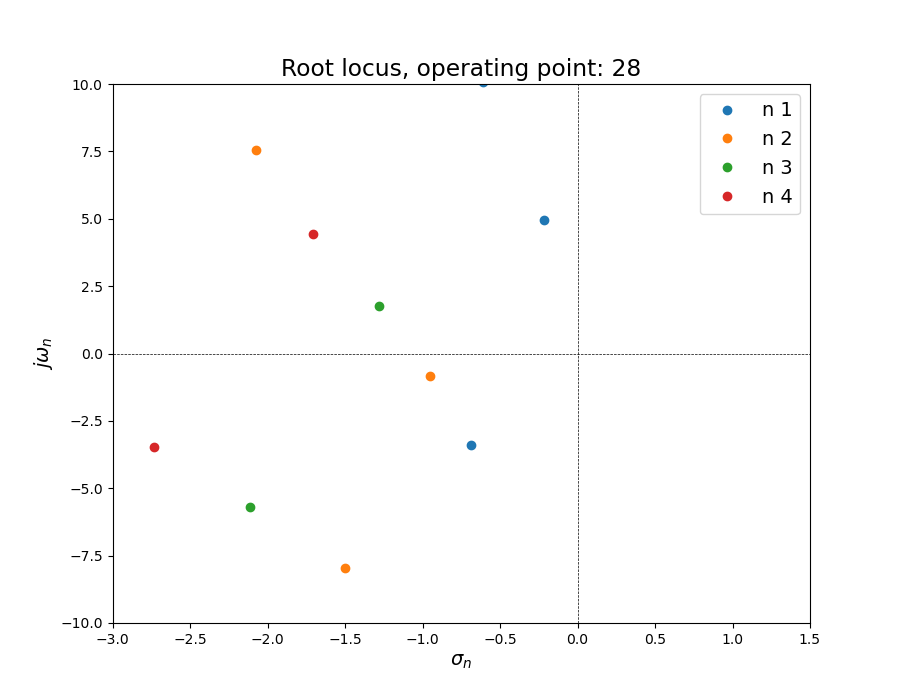 Root locus, operating point: 28
10.0
7.5
5.0
2.5
0.0
−2.5
−5.0
−7.5
−10.0
jωₙ
n 1
n 2
n 3
n 4
−3.0 −2.5 −2.0 −1.5 −1.0 −0.5 0.0 0.5 1.0 1.5
σₙ